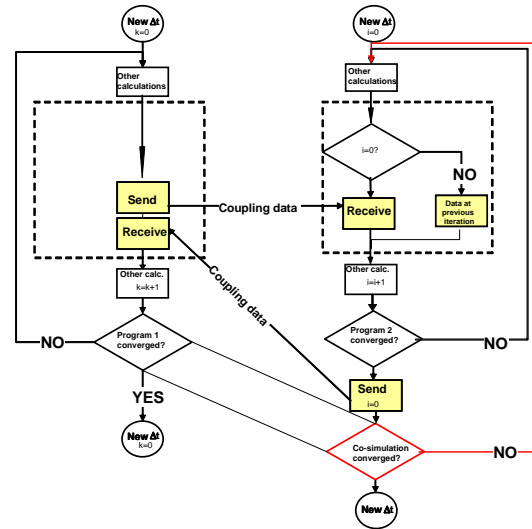 New Δt
k=0
Other
calculations
Send
Receive
Other calc.
k=k+1
Program 1
converged?
NO
YES
New Δt
k=0
Coupling data
Coupling data
New Δt
i=0
Other
calculations
i=0?
NO
Receive
Data at
previous
iteration
Other calc.
i=i+1
Program 2
converged?
NO
Send
i=0
Co-simulation
converged?
NO
New Δt